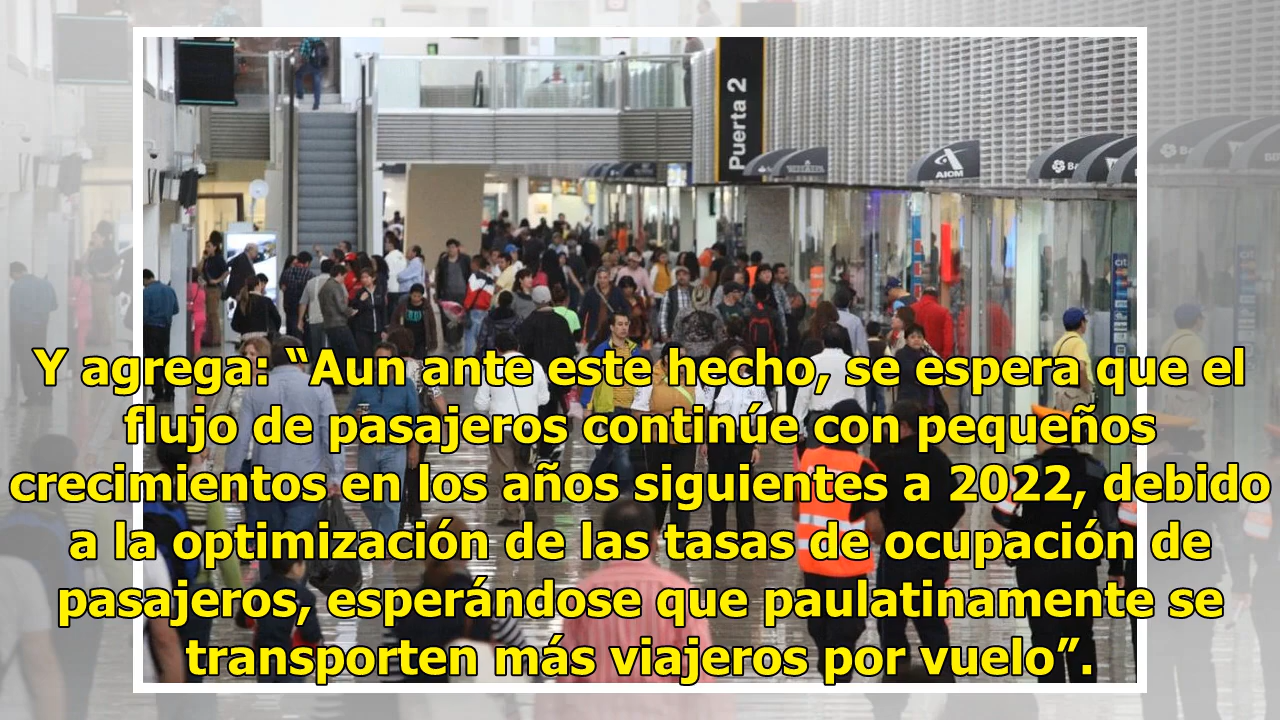 Puerta 2
AICM
Y agrega: “Aun ante este hecho, se espera que el
flujo de pasajeros continúe con pequeños
crecimientos en los años siguientes a 2022, debido
a la optimización de las tasas de ocupación de
pasajeros, esperándose que paulatinamente se
transporten más viajeros por vuelo”.